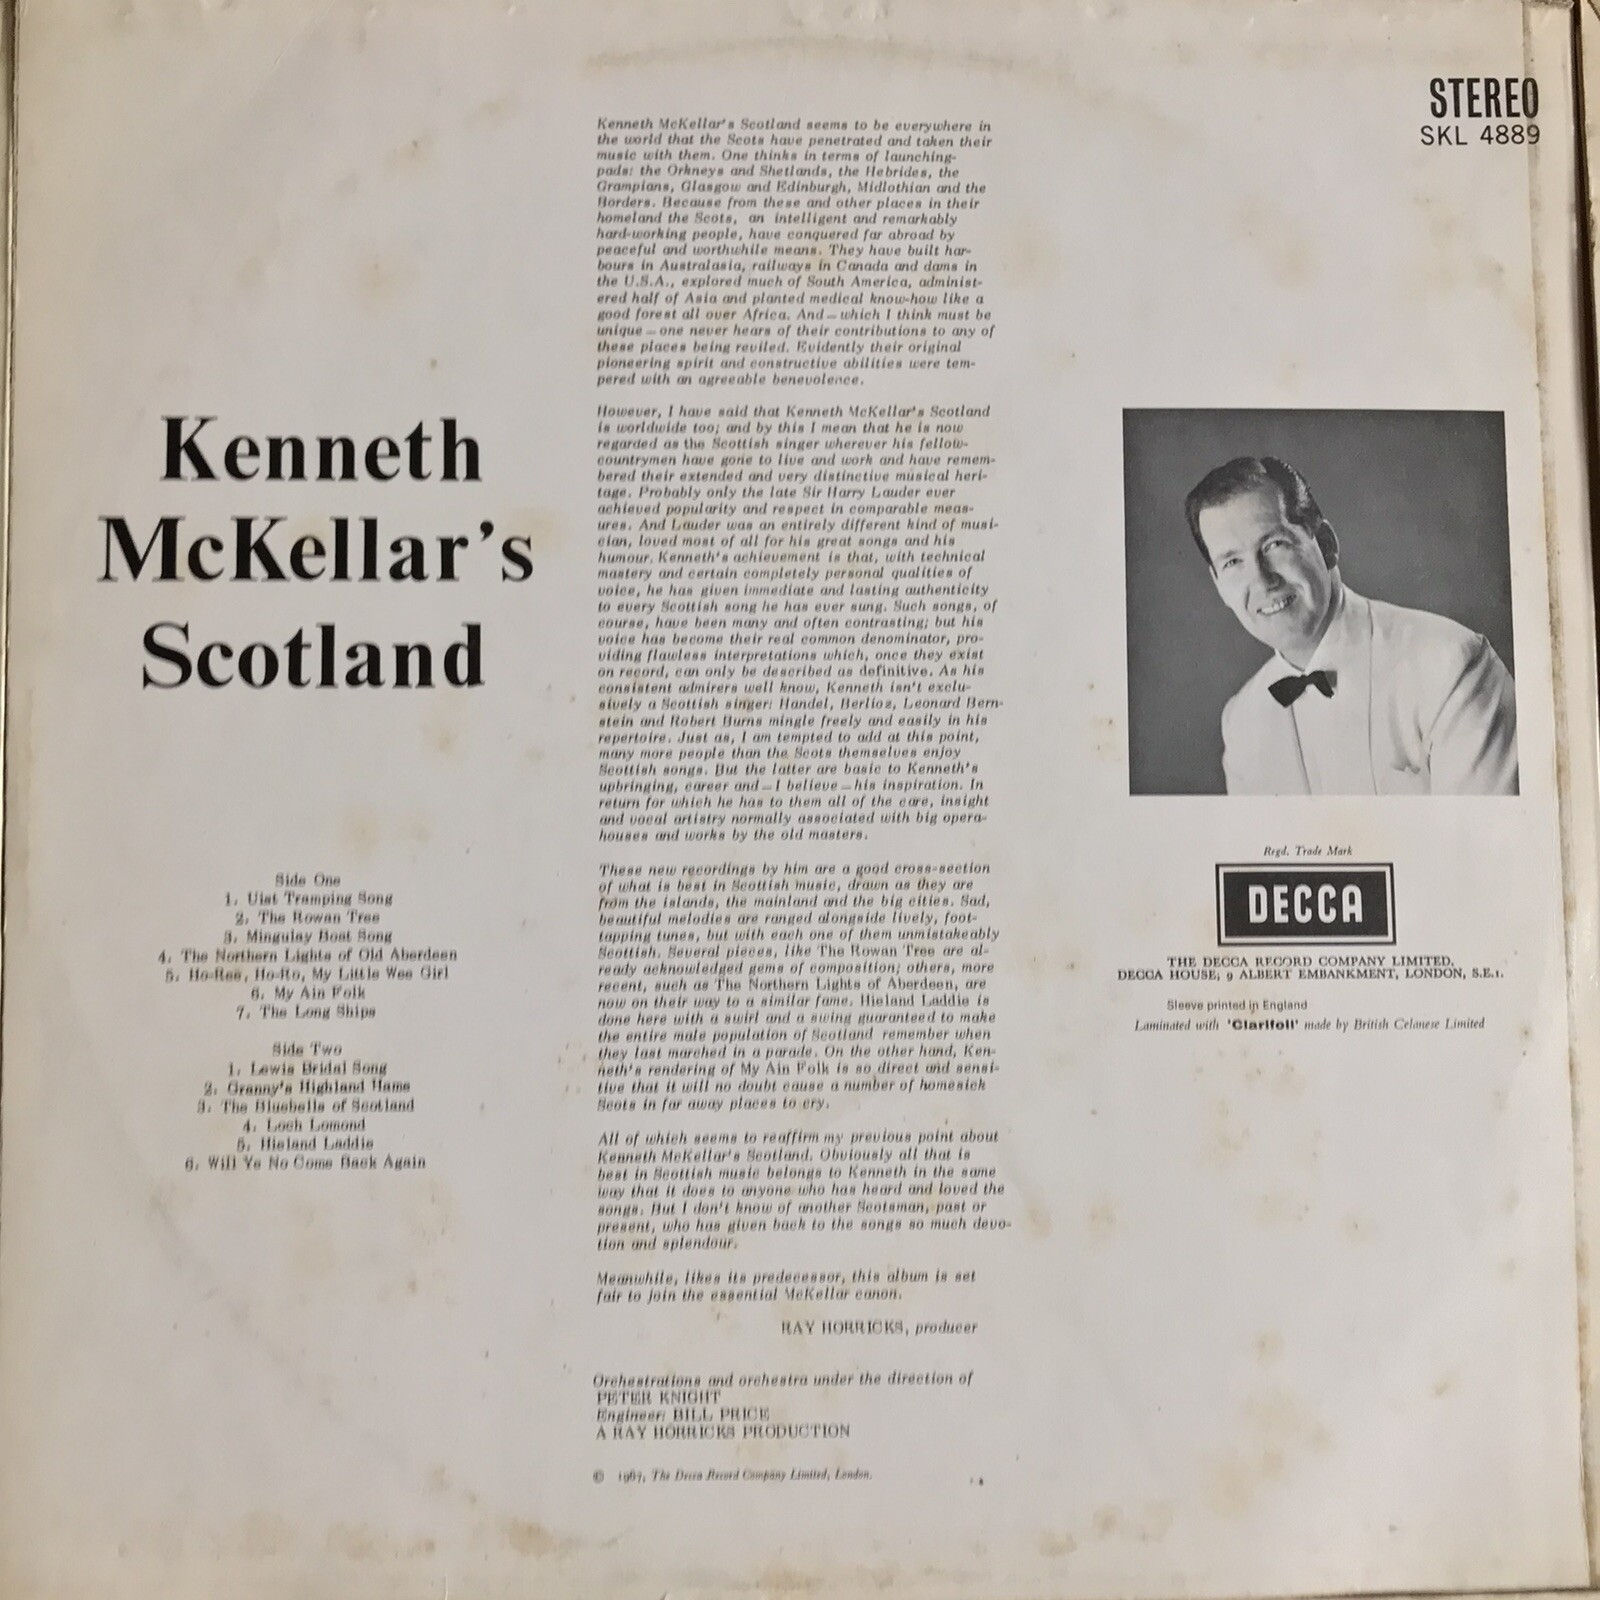 STEREO
SKL 4889
Kenneth
McKellar's
Scotland
Side One
1. Uist Tramping Song
2. The Rowan Tree
3. Mingulay Boat Song
4. The Northern Lights of Old Aberdeen
5. Ho-Ree, Ho-Ro, My Little Wee Girl
6. My Ain Folk
7. The Long Ships
Side Two
1. Lewis Bridal Song
2. Granny's Highland Hame
3. The Bluebells of Scotland
4. Loch Lomond
5. Hieland Laddie
6. Will Ye No Come Back Again
Kenneth McKellar's Scotland seems to be everywhere in
the world that the Scots have penetrated and taken their
music with them. One thinks in terms of launching-
pads: the Orkneys and Shetlands, the Hebrides, the
Grampians, Glasgow and Edinburgh, Midlothian and the
Borders. Because from these and other places in their
homeland the Scots, an intelligent and remarkably
hard-working people, have conquered far abroad by
peaceful and worthwhile means. They have built har-
bours in Australasia, railways in Canada and dams in
the U.S.A., explored much of South America, administ-
ered half of Asia and planted medical know-how like a
good forest all over Africa. And—which I think must be
unique—one never hears of their contributions to any of
these places being reviled. Evidently their original
pioneering spirit and constructive abilities were tem-
pered with an agreeable benevolence.
However, I have said that Kenneth McKellar's Scotland
is worldwide too; and by this I mean that he is now
regarded as the Scottish singer wherever his fellow-
countrymen have gone to live and work and have remem-
bered their extended and very distinctive musical heri-
tage. Probably only the late Sir Harry Lauder ever
achieved popularity and respect in comparable meas-
ures. And Lauder was an entirely different kind of musi-
cian, loved most of all for his great songs and his
humour. Kenneth's achievement is that, with technical
mastery and certain completely personal qualities of
voice, he has given immediate and lasting authenticity
to every Scottish song he has ever sung. Such songs, of
course, have been many and often contrasting; but his
voice has become their real common denominator, pro-
viding flawless interpretations which, once they exist
on record, can only be described as definitive. As his
consistent admirers well know, Kenneth isn't exclu-
sively a Scottish singer: Handel, Berlioz, Leonard Bern-
stein and Robert Burns mingle freely and easily in his
repertoire. Just as, I am tempted to add at this point,
many more people than the Scots themselves enjoy
Scottish songs. But the latter are basic to Kenneth's
upbringing, career and—I believe—his inspiration. In
return for which he has to them all of the care, insight
and vocal artistry normally associated with big opera-
houses and works by the old masters.
These new recordings by him are a good cross-section
of what is best in Scottish music, drawn as they are
from the islands, the mainland and the big cities. Sad,
beautiful melodies are ranged alongside lively, foot-
tapping tunes, but with each one of them unmistakeably
Scottish. Several pieces, like The Rowan Tree are al-
ready acknowledged gems of composition; others, more
recent, such as The Northern Lights of Aberdeen, are
now on their way to a similar fame. Hieland Laddie is
done here with a swirl and a swing guaranteed to make
the entire male population of Scotland remember when
they last marched in a parade. On the other hand, Ken-
neth's rendering of My Ain Folk is so direct and sensi-
tive that it will no doubt cause a number of homesick
Scots in far away places to cry.
All of which seems to reaffirm my previous point about
Kenneth McKellar's Scotland. Obviously all that is
best in Scottish music belongs to Kenneth in the same
way that it does to anyone who has heard and loved the
songs. But I don't know of another Scotsman, past or
present, who has given back to the songs so much devo-
tion and splendour.
Meanwhile, likes its predecessor, this album is set
fair to join the essential McKellar canon.
RAY HORRICKS, producer
Orchestrations and orchestra under the direction of
PETER KNIGHT
Engineer: BILL PRICE
A RAY HORRICKS PRODUCTION
© 1967, The Decca Record Company Limited, London.
Regd. Trade Mark
DECCA
THE DECCA RECORD COMPANY LIMITED,
DECCA HOUSE, 9 ALBERT EMBANKMENT, LONDON, S.E.1.
Sleeve printed in England
Laminated with 'Clarifoil' made by British Celanese Limited